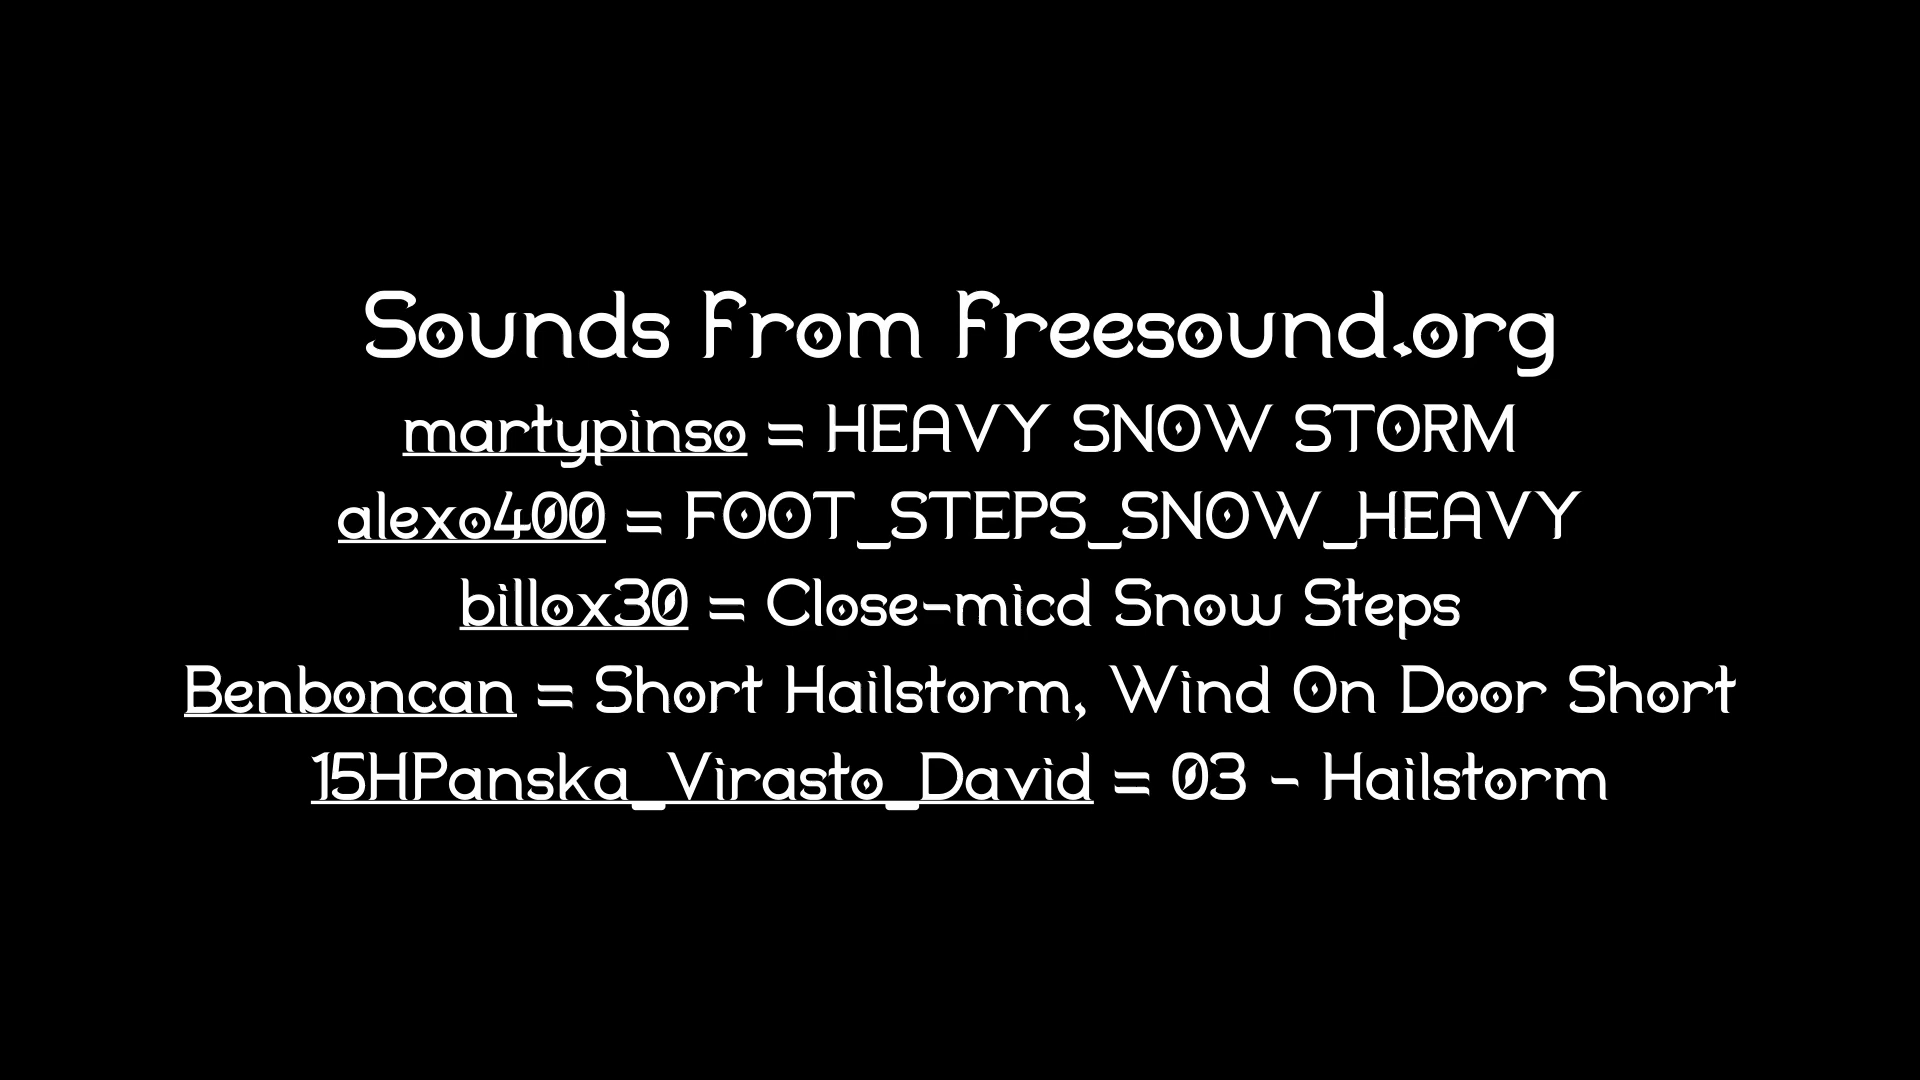 Sounds From Freesound.org
martypinso = HEAVY SNOW STORM
alexo400 = FOOT_STEPS_SNOW_HEAVY
billox30 = Close-micd Snow Steps
Benboncan = Short Hailstorm, Wind On Door Short
15HPanska_Virasto_David = 03 - Hailstorm